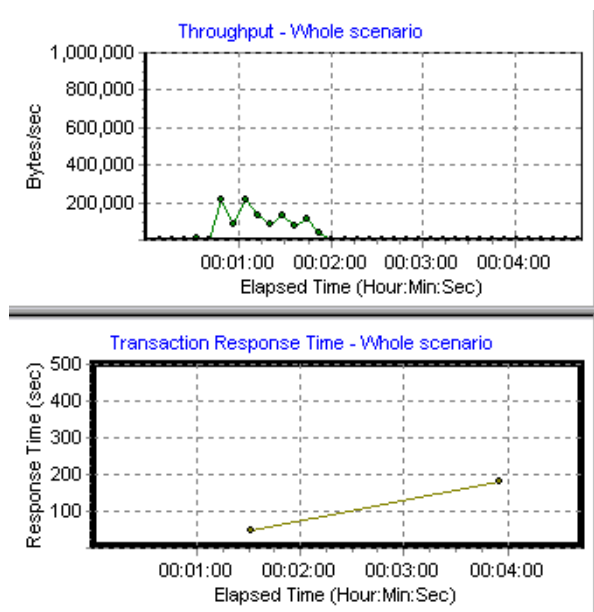 Throughput - Whole scenario
1,000,000
800,000
600,000
400,000
200,000
Bytes/sec
00:01:00 00:02:00 00:03:00 00:04:00
Elapsed Time (Hour:Min:Sec)
Transaction Response Time - Whole scenario
500
400
300
200
100
Response Time (sec)
00:01:00 00:02:00 00:03:00 00:04:00
Elapsed Time (Hour:Min:Sec)